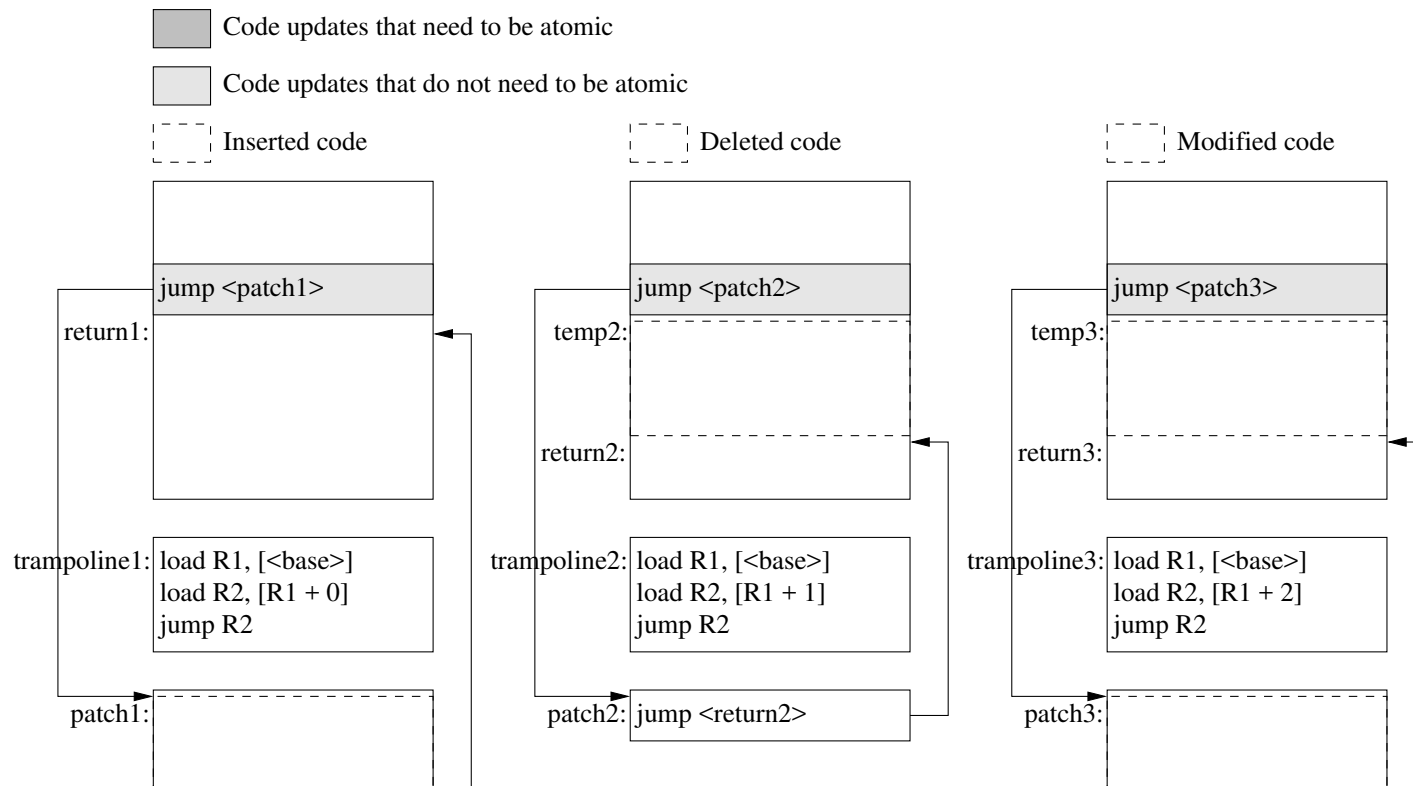 Code updates that need to be atomic
Code updates that do not need to be atomic
Inserted code
Deleted code
Modified code
jump <patch1>
return1:
trampoline1:
load R1, [<base>]
load R2, [R1 + 0]
jump R2
patch1:
jump <patch2>
temp2:
return2:
trampoline2:
load R1, [<base>]
load R2, [R1 + 1]
jump R2
patch2:
jump <return2>
jump <patch3>
temp3:
return3:
trampoline3:
load R1, [<base>]
load R2, [R1 + 2]
jump R2
patch3: